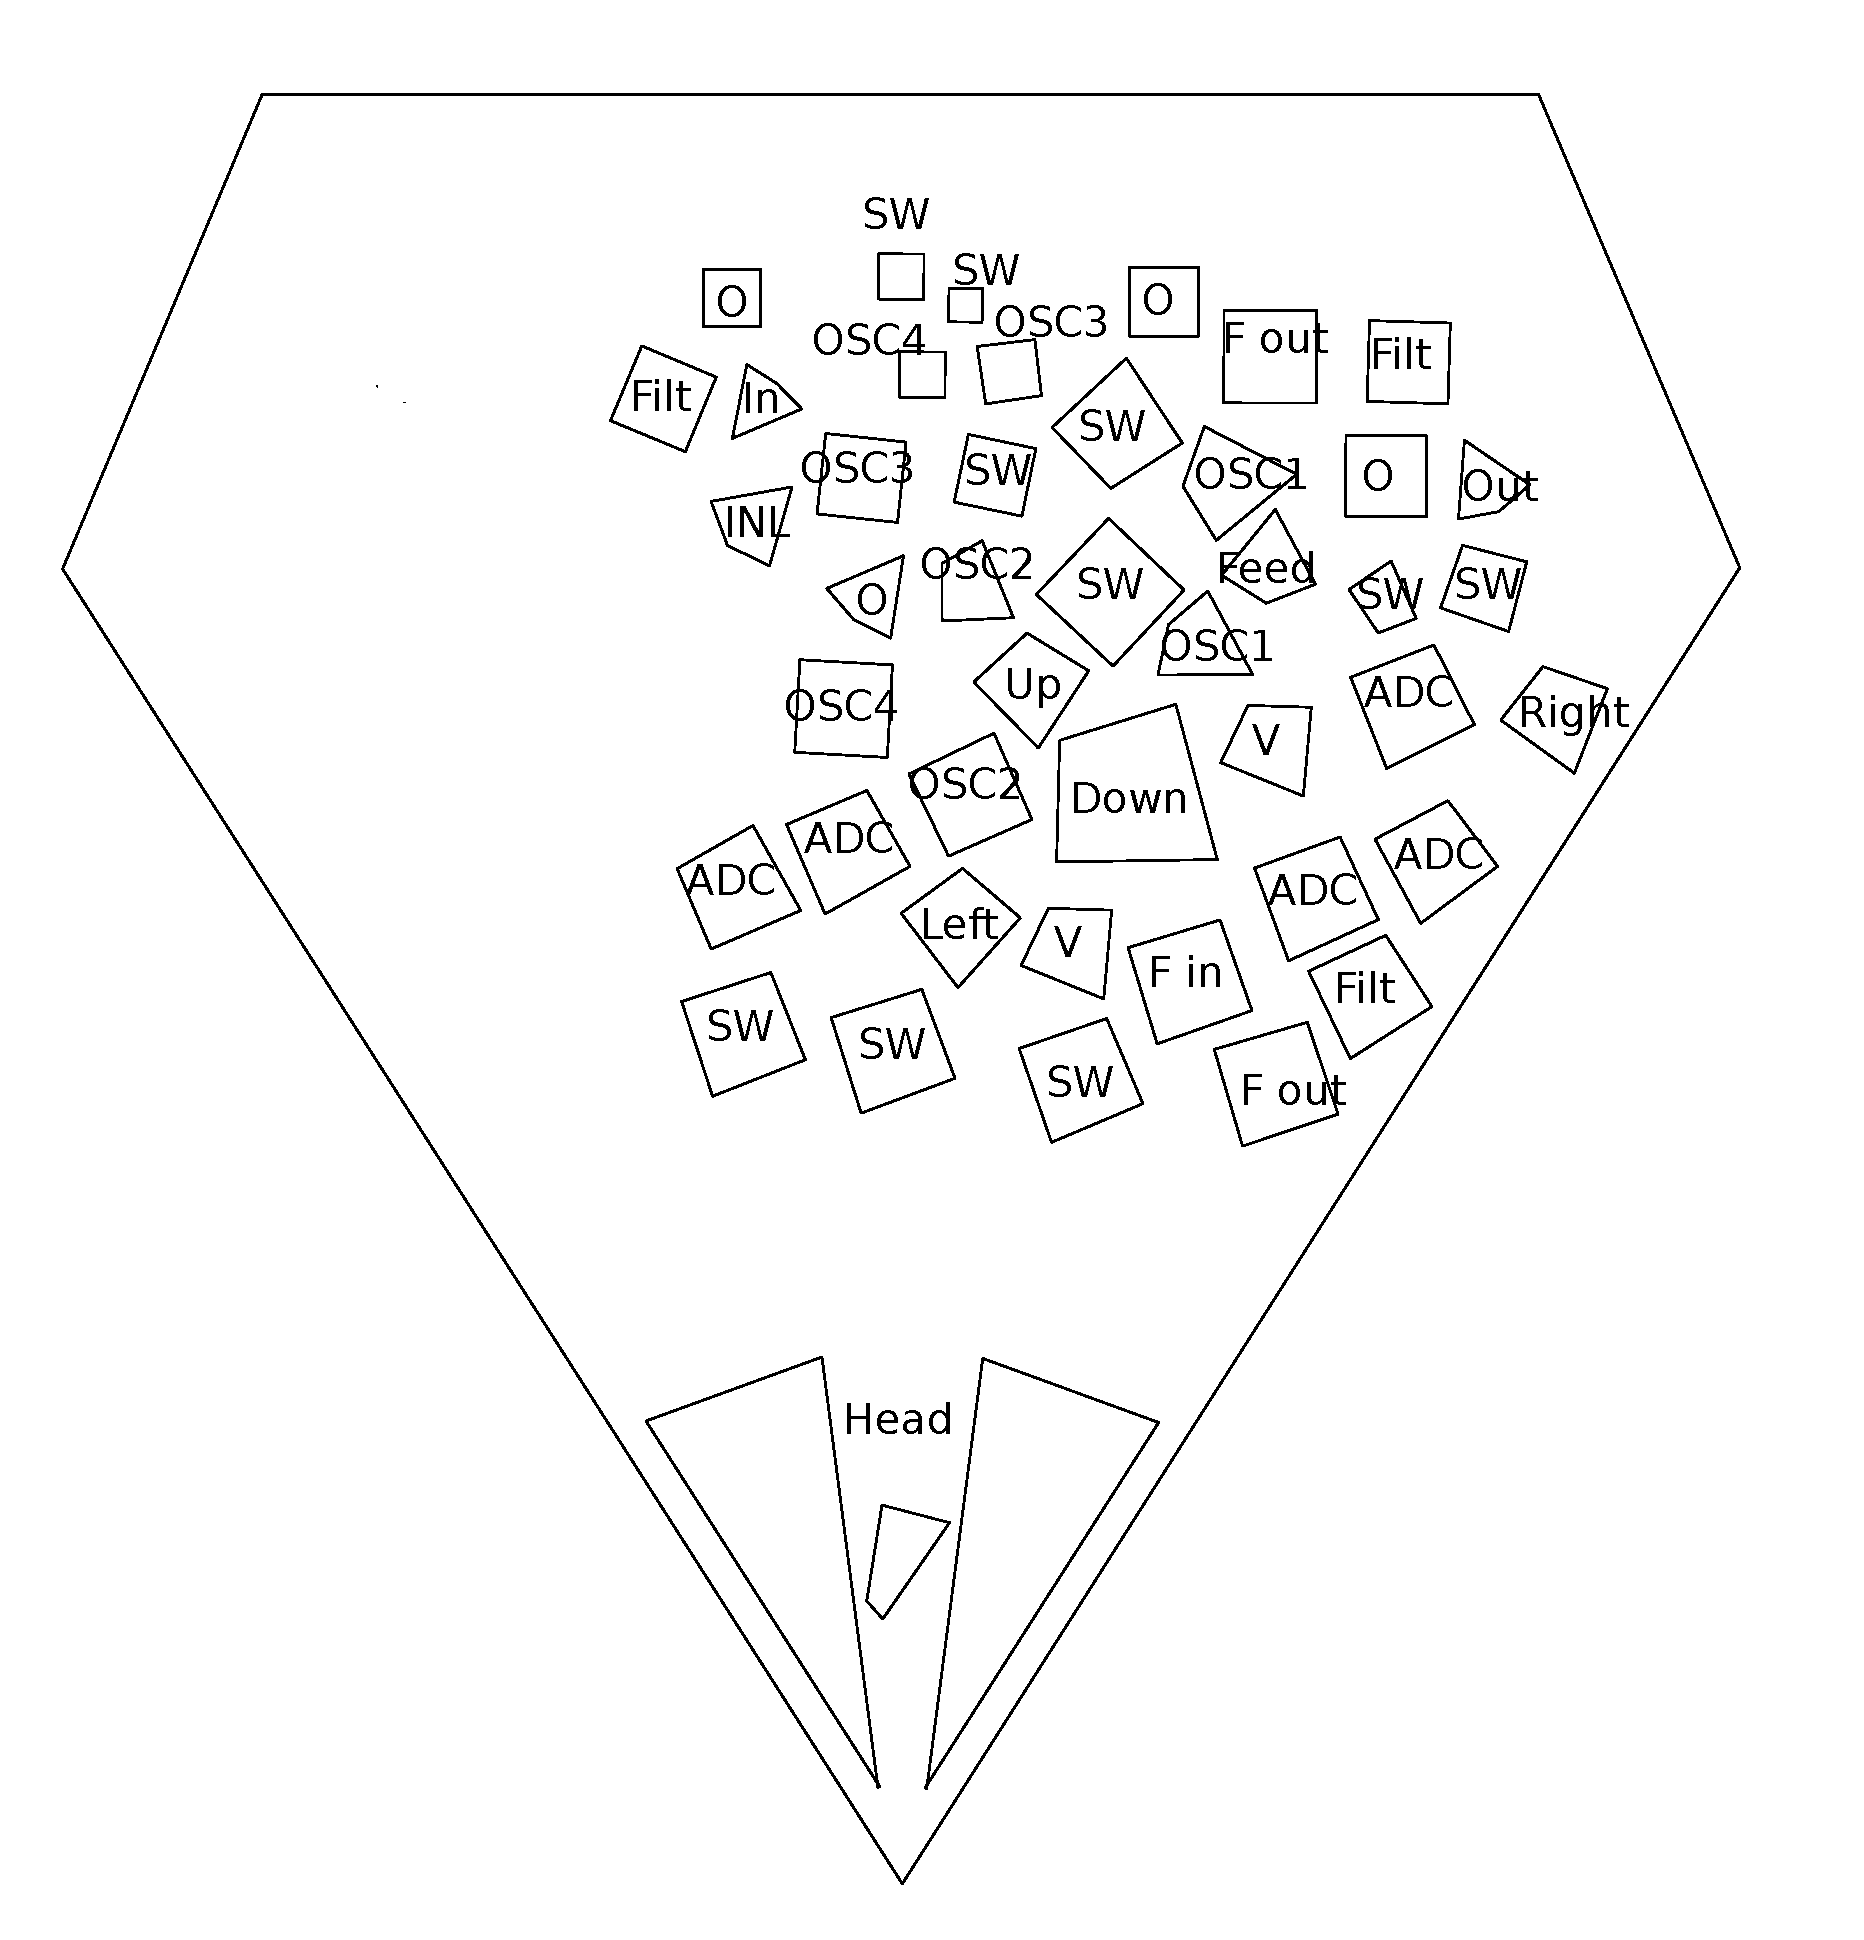 SW
SW
O
O
OSC3
OSC4
F out
Filt
Filt
In
SW
OSC3
SW
OSC1
O
Out
INL
OSC2
SW
Feed
O
SW
SW
OSC1
Up
ADC
OSC4
Right
V
OSC2
Down
ADC
ADC
ADC
ADC
Left
V
F in
Filt
SW
SW
SW
F out
Head